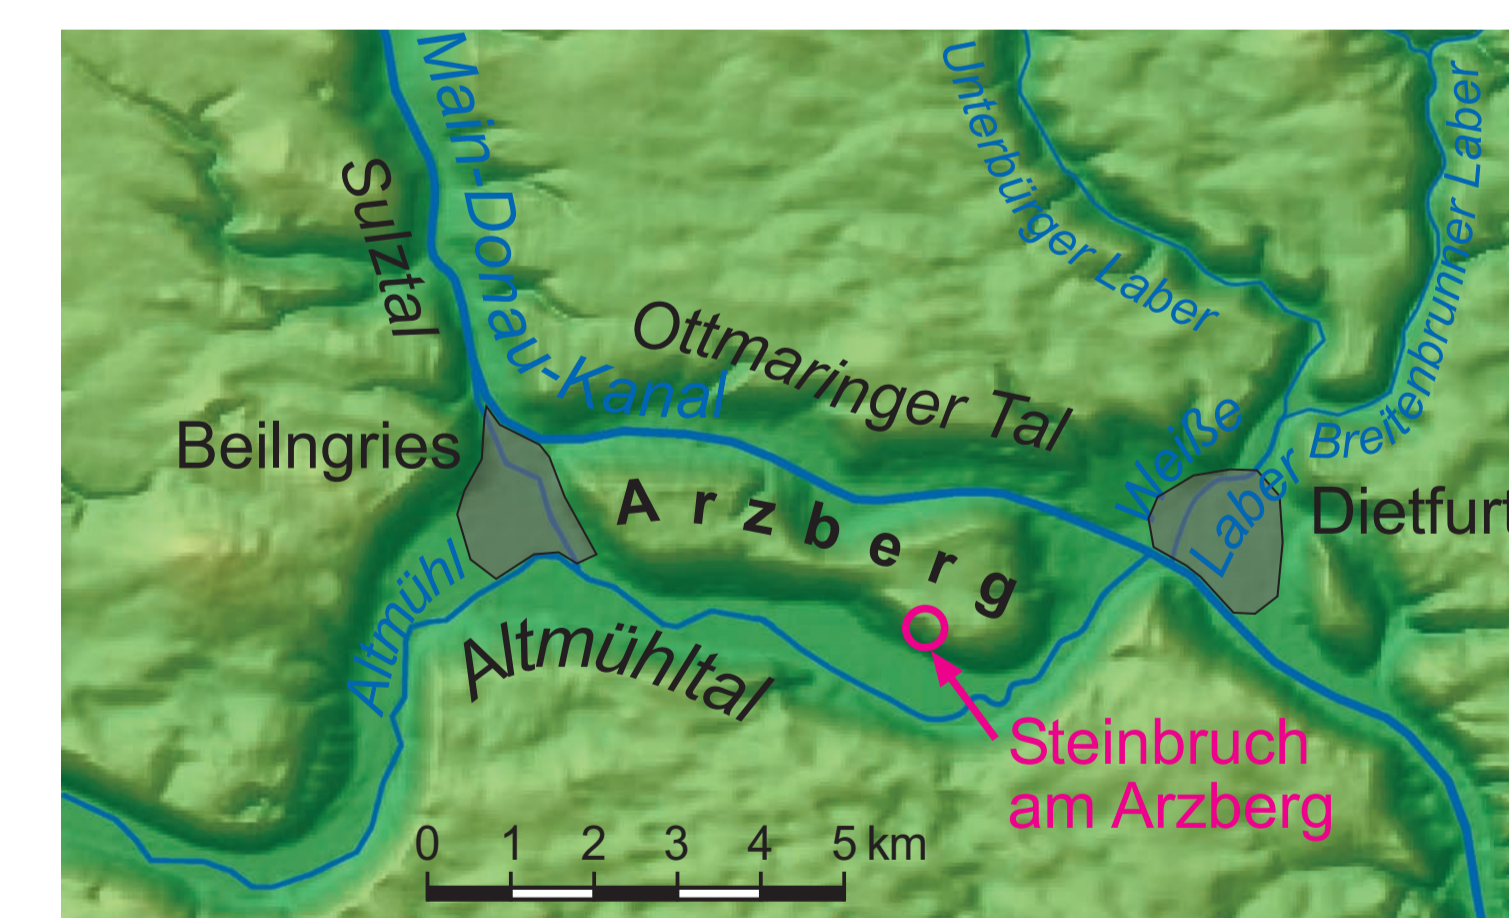 Main-Donau-Kanal
Unterbürger Laber
Breitenbrunner Laber
Sulztal
Ottmaringer Tal
Beilngries
Arzberg
Weiße
Laber
Dietfurt
Altmühl
Altmühltal
Steinbruch
am Arzberg
0 1 2 3 4 5 km